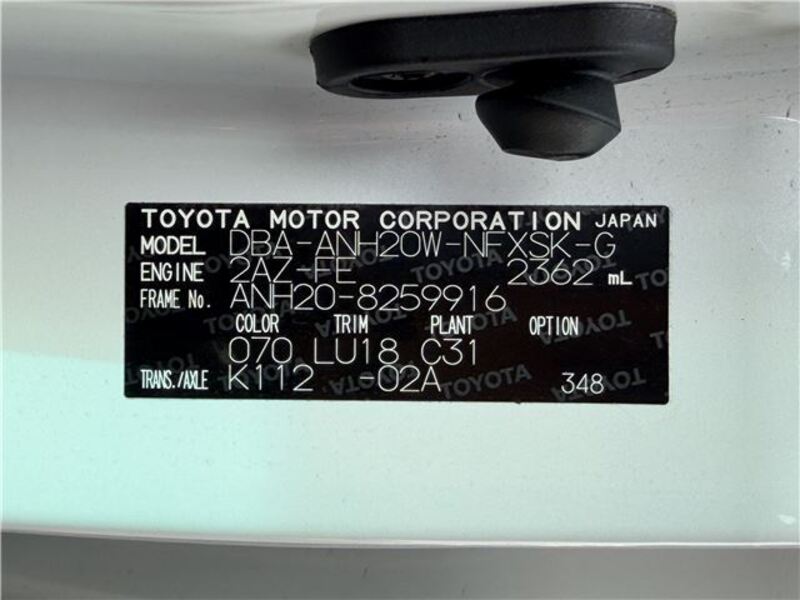 TOYOTA MOTOR CORPORATION JAPAN
MODEL DBA-ANH20W-NFXSK-G
ENGINE 2AZ-FE 2362 mL
FRAME No. ANH20-8259916
COLOR TRIM PLANT OPTION
070 LU18 C31
TRANS./AXLE K112 -02A 348